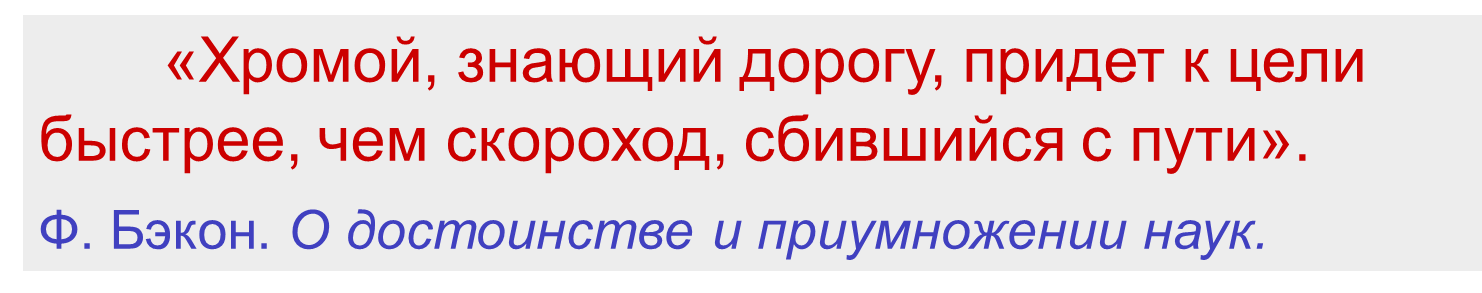 «Хромой, знающий дорогу, придет к цели
быстрее, чем скороход, сбившийся с пути».
Ф. Бэкон. О достоинстве и приумножении наук.